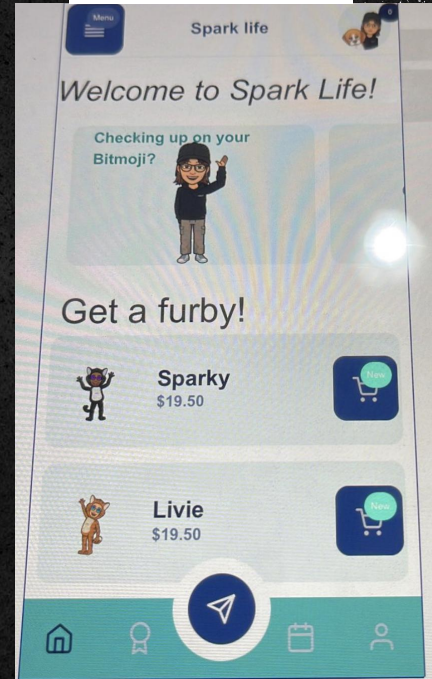 Menu
Spark life
0
Welcome to Spark Life!
Checking up on your
Bitmoji?
Get a furby!
Sparky
$19.50
New
Livie
$19.50
New